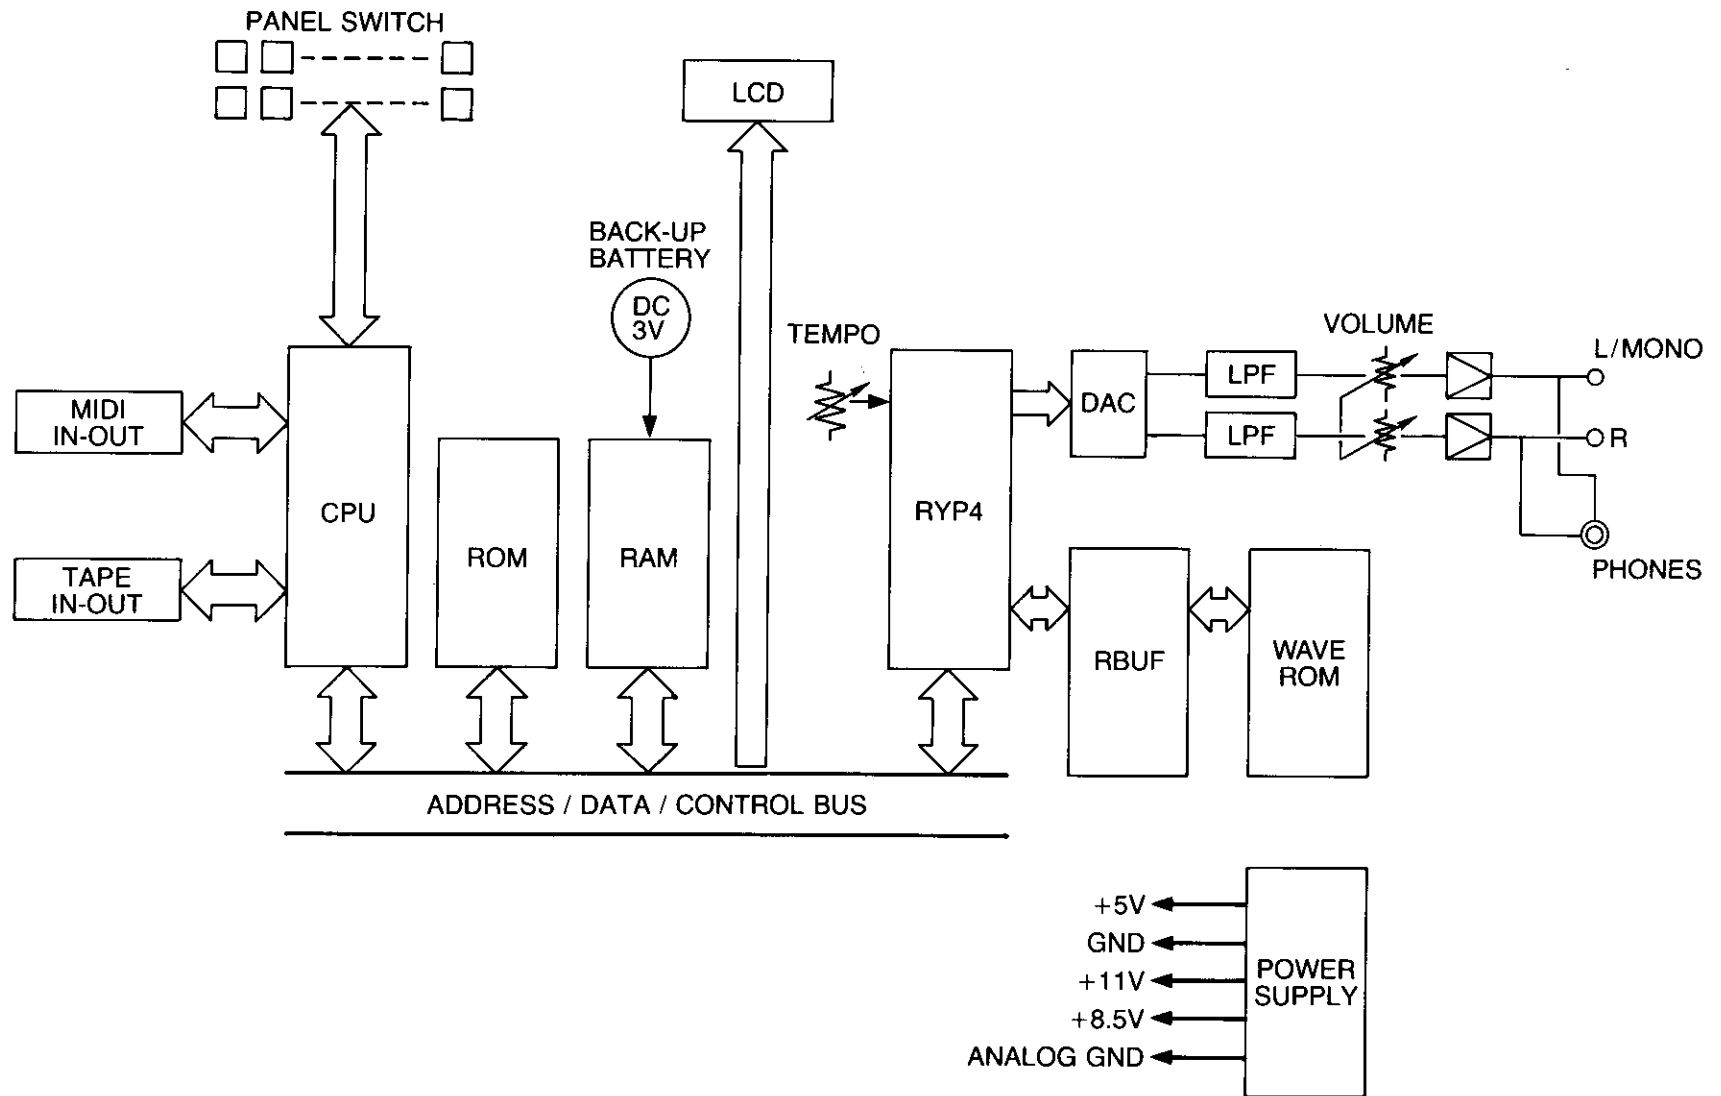 PANEL SWITCH
LCD
BACK-UP
BATTERY
DC
3V
TEMPO
VOLUME
L/MONO
LPF
MIDI
IN-OUT
DAC
LPF
R
CPU
RYP4
ROM
RAM
TAPE
IN-OUT
PHONES
RBUF
WAVE
ROM
ADDRESS / DATA / CONTROL BUS
+5V
GND
+11V
+8.5V
ANALOG GND
POWER
SUPPLY